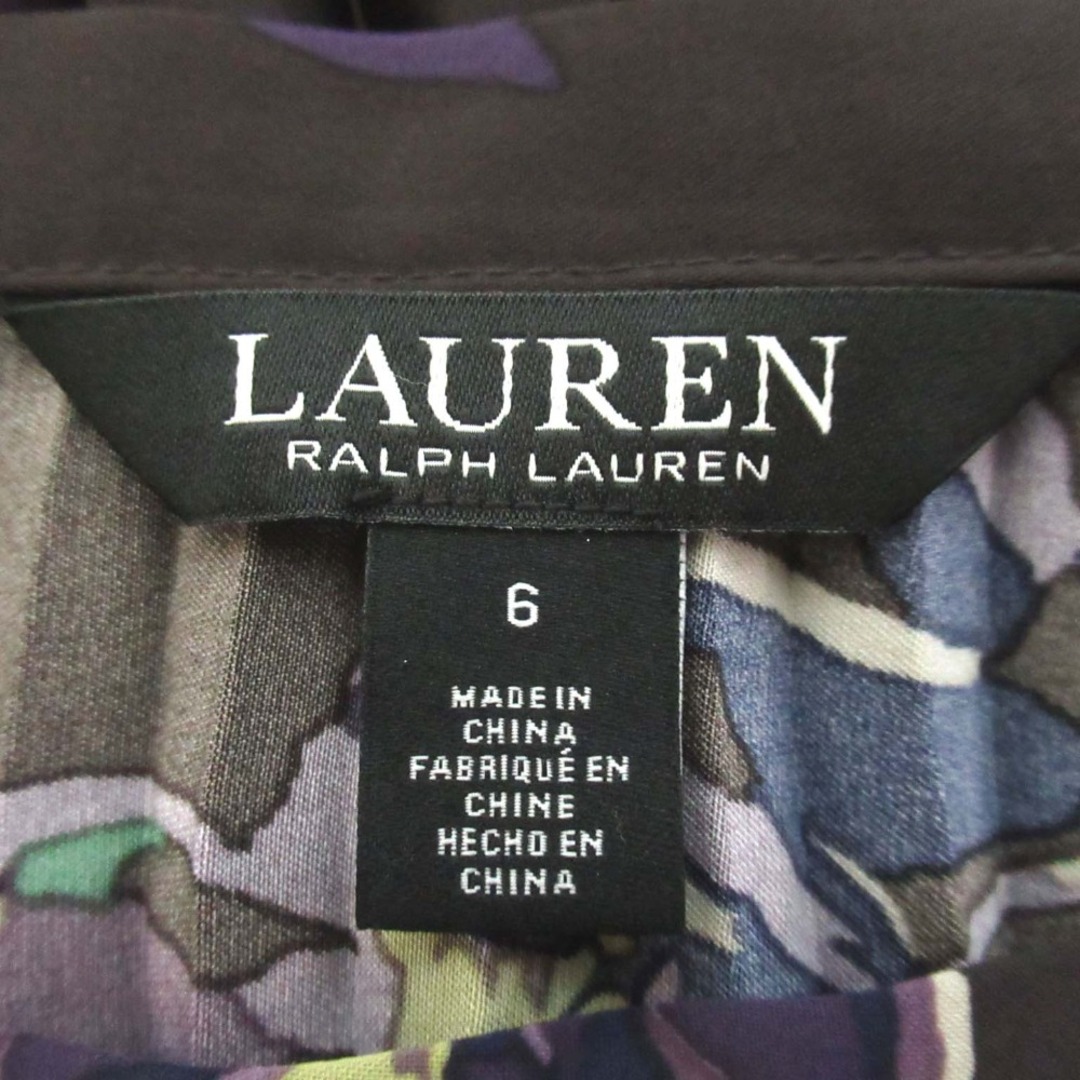 LAUREN
RALPH LAUREN
6
MADE IN
CHINA
FABRIQUÉ EN
CHINE
HECHO EN
CHINA